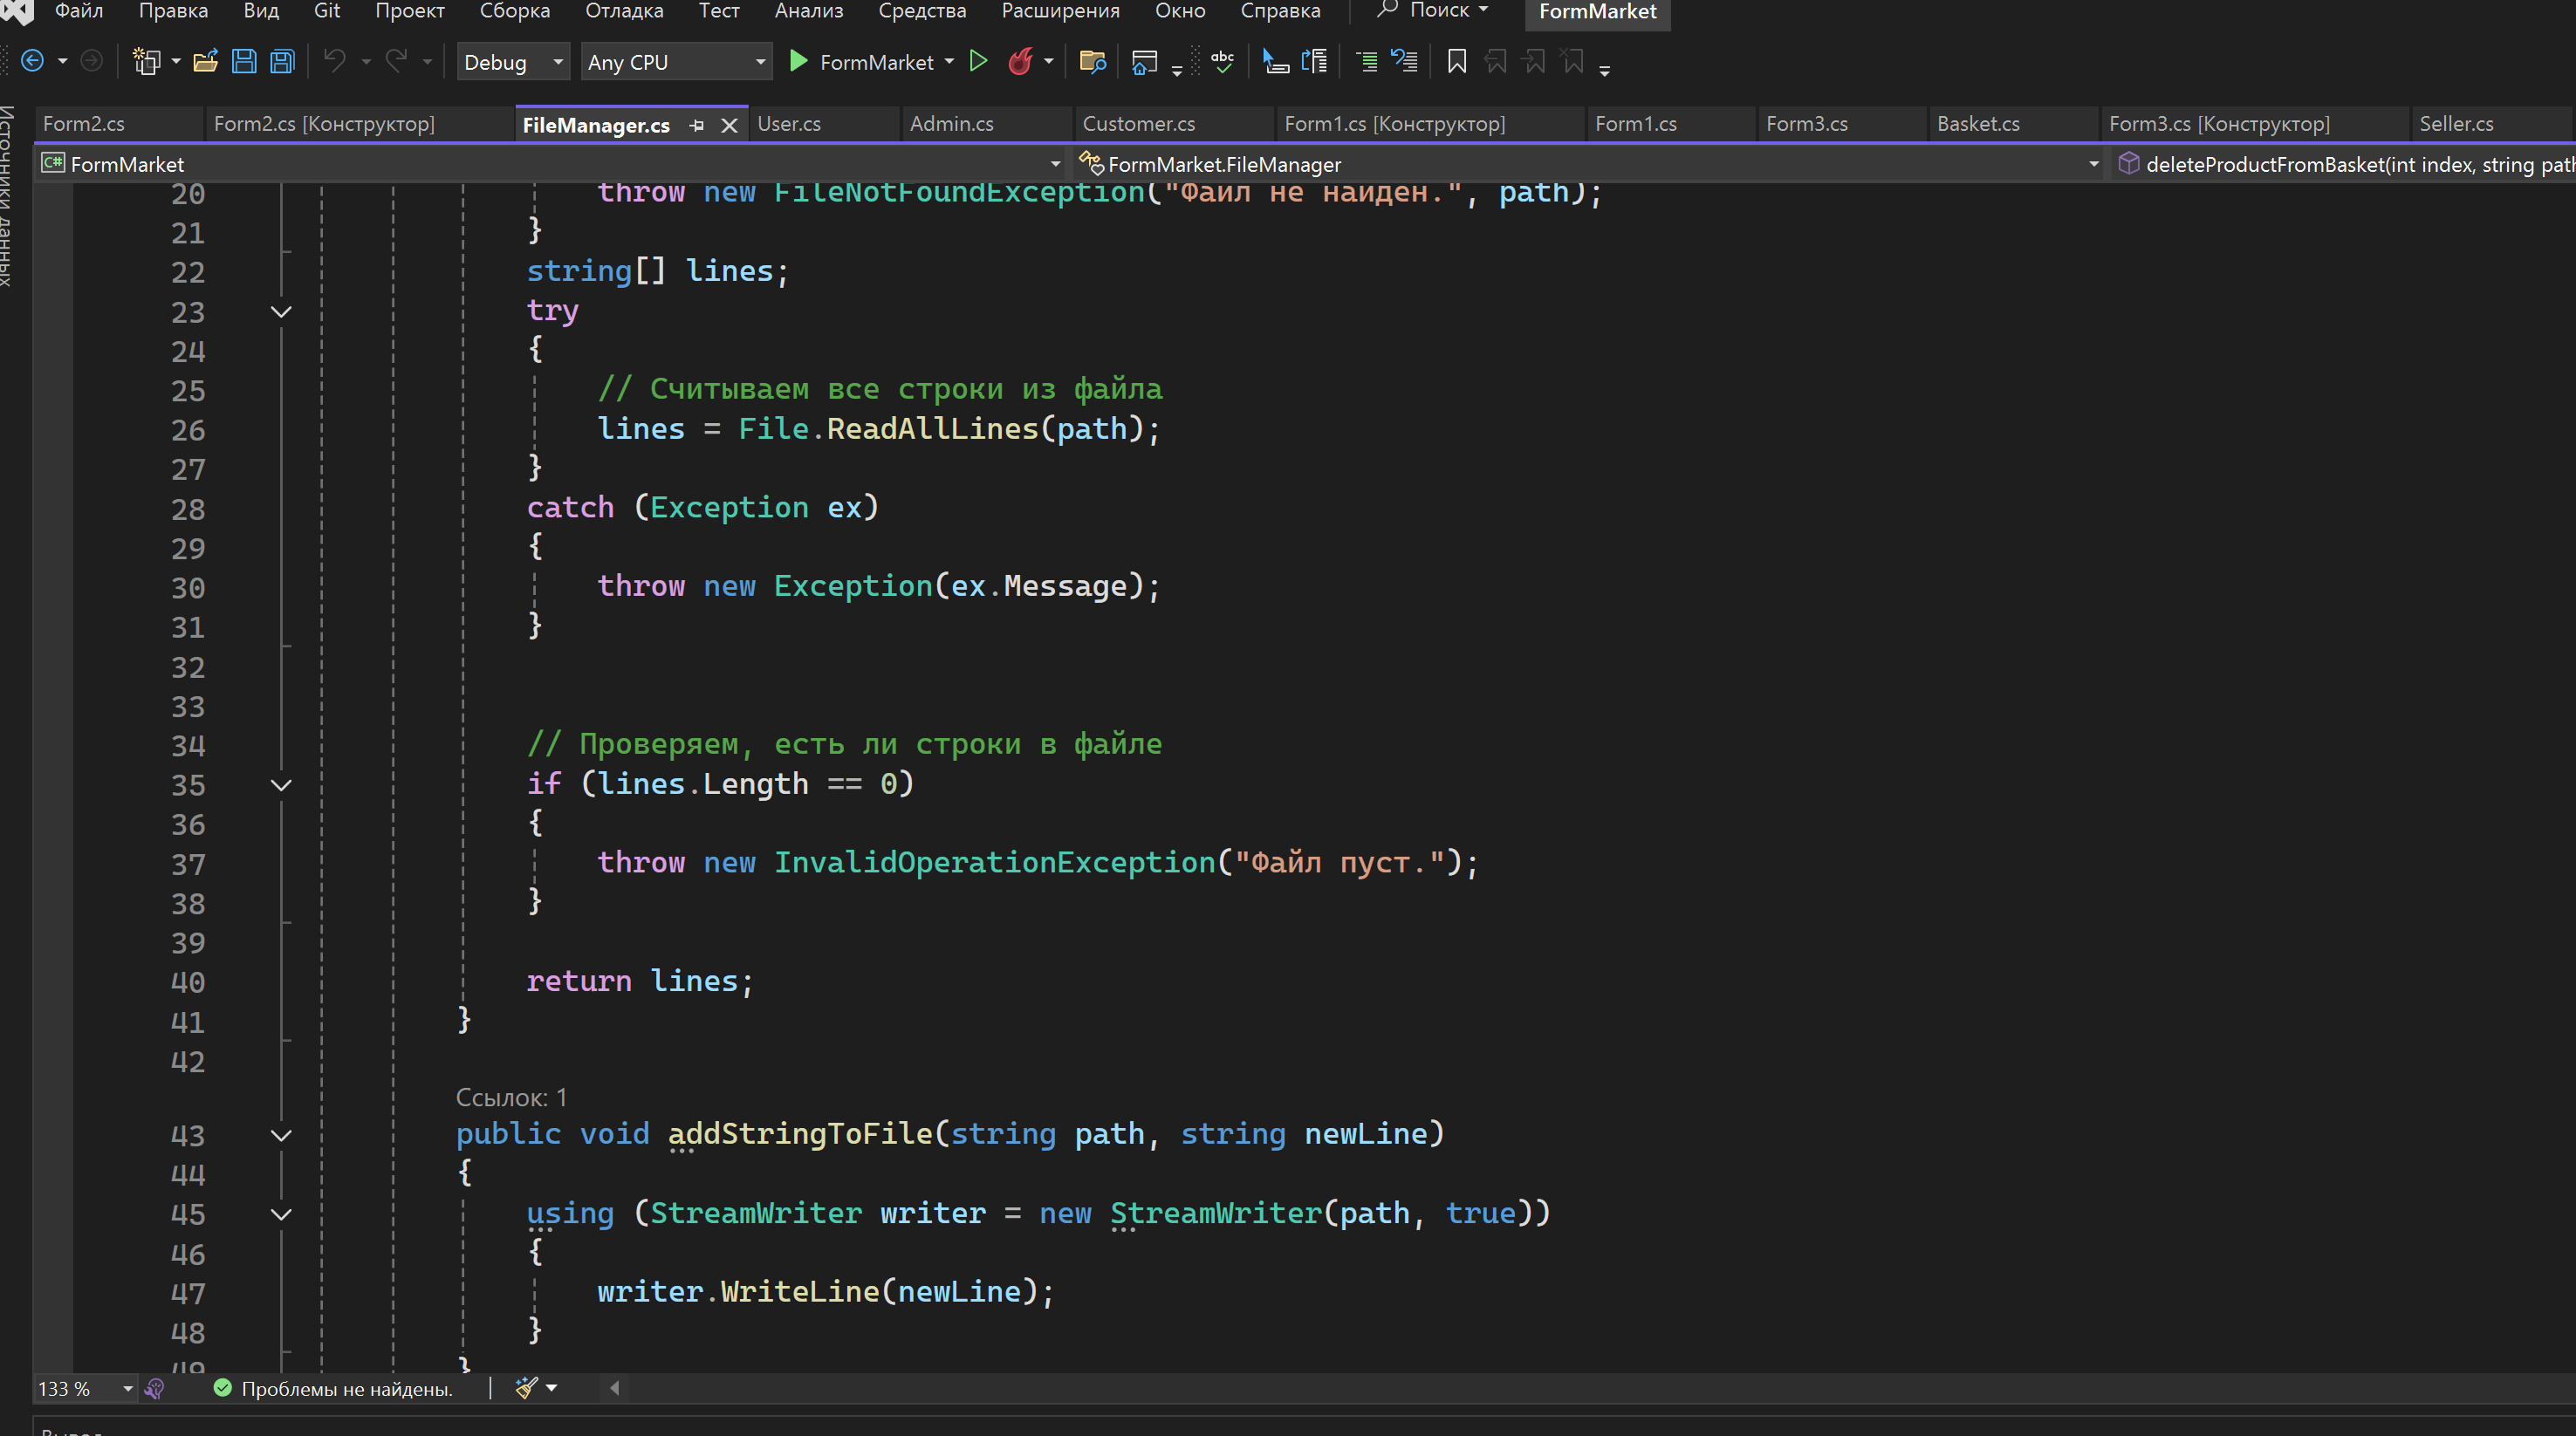 Файл Правка Вид Git Проект Сборка Отладка Тест Анализ Средства Расширения Окно Справка Поиск FormMarket
Debug Any CPU FormMarket abc
Источники данных
Form2.cs Form2.cs [Конструктор] FileManager.cs User.cs Admin.cs Customer.cs Form1.cs [Конструктор] Form1.cs Form3.cs Basket.cs Form3.cs [Конструктор] Seller.cs
C# FormMarket FormMarket.FileManager deleteProductFromBasket(int index, string path
20 throw new FileNotFoundException("Файл не найден.", path);
21 }
22 string[] lines;
23 try
24 {
25 // Считываем все строки из файла
26 lines = File.ReadAllLines(path);
27 }
28 catch (Exception ex)
29 {
30 throw new Exception(ex.Message);
31 }
32
33
34 // Проверяем, есть ли строки в файле
35 if (lines.Length == 0)
36 {
37 throw new InvalidOperationException("Файл пуст.");
38 }
39
40 return lines;
41 }
42
Ссылок: 1
43 public void addStringToFile(string path, string newLine)
44 {
45 using (StreamWriter writer = new StreamWriter(path, true))
46 {
47 writer.WriteLine(newLine);
48 }
49 }
133 % Проблемы не найдены.
Вывод